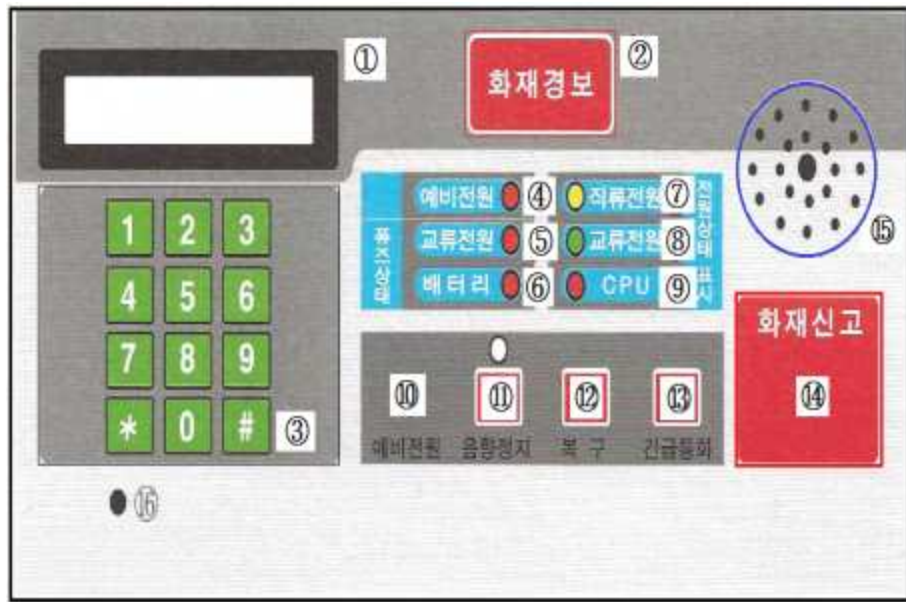 ①
화재경보 ②
예비전원 ④ ⑦ 직류전원
교류전원 ⑤ ⑧ 교류전원
배터리 ⑥ CPU ⑨
퓨즈상태
전원상태 표시
⑮
1 2 3
4 5 6
7 8 9
* 0 # ③
⑩ ⑪ ⑫ ⑬
예비전원 음향정지 복구 긴급통화
화재신고
⑭
⑯